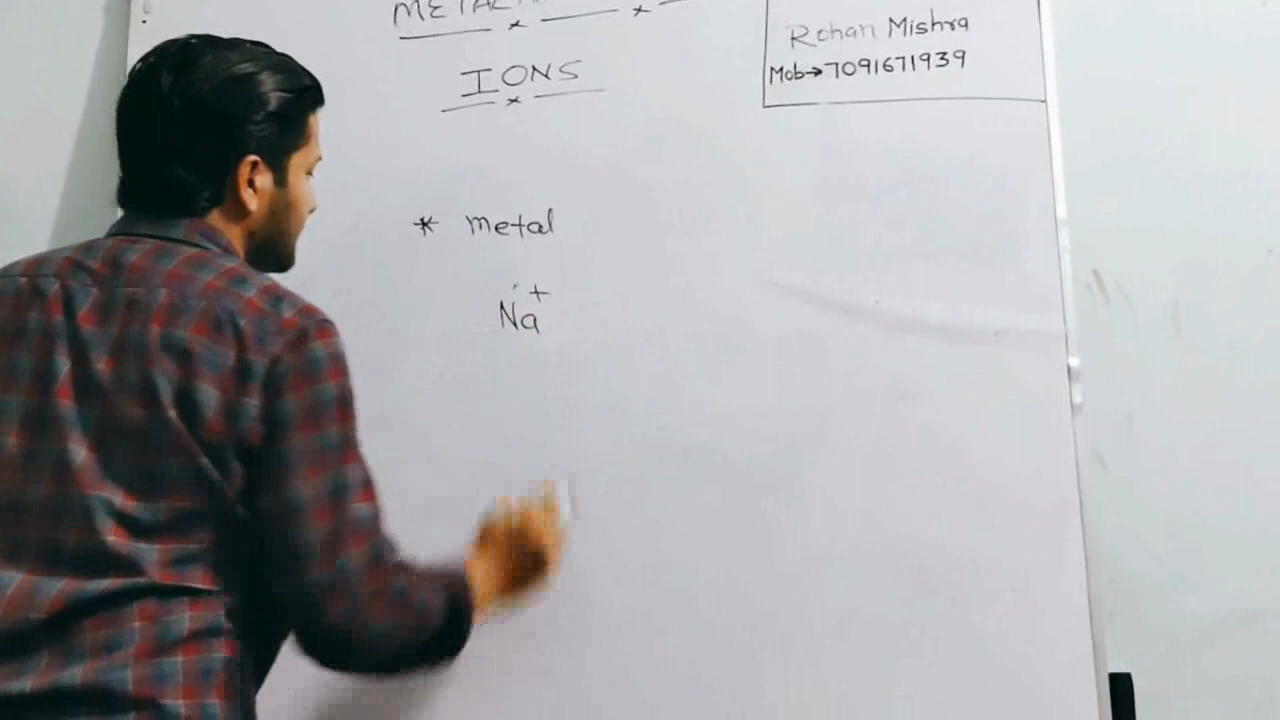 IONS
Rohan Mishra
Mob→7091671939
* metal
Na+